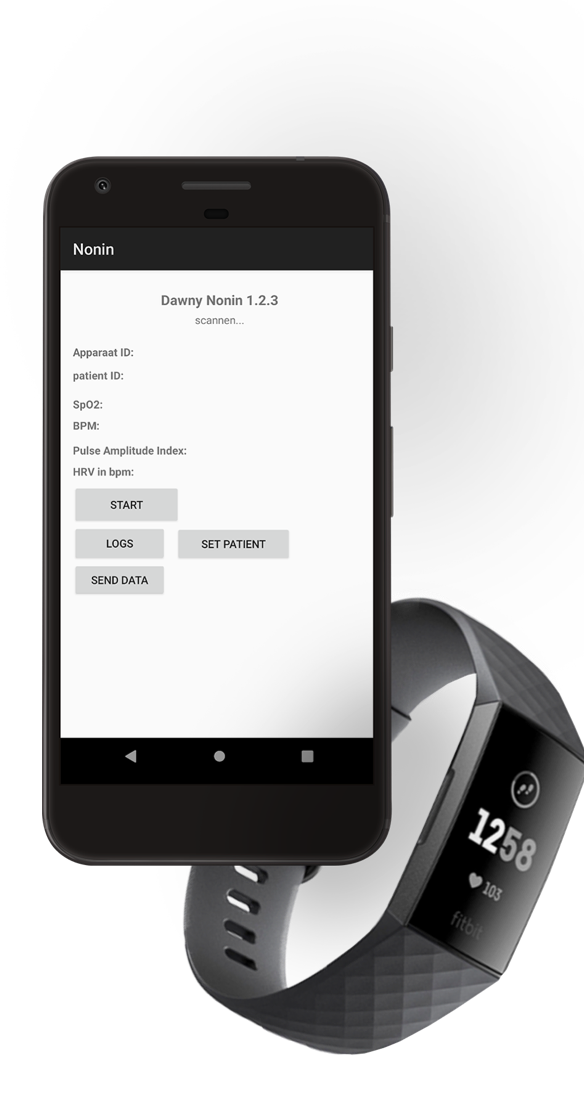 Nonin
Dawny Nonin 1.2.3
scannen...
Apparaat ID:
patient ID:
SpO2:
BPM:
Pulse Amplitude Index:
HRV in bpm:
START
LOGS
SET PATIENT
SEND DATA
1258
103
fitbit